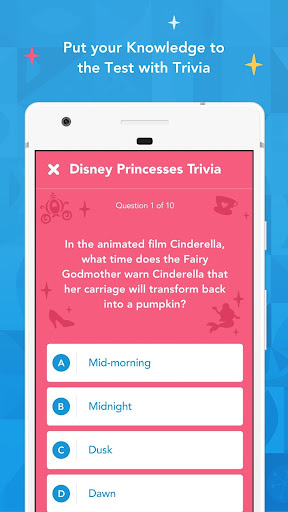 Put your Knowledge to
the Test with Trivia
Disney Princesses Trivia
Question 1 of 10
In the animated film Cinderella,
what time does the Fairy
Godmother warn Cinderella that
her carriage will transform back
into a pumpkin?
A Mid-morning
B Midnight
C Dusk
D Dawn